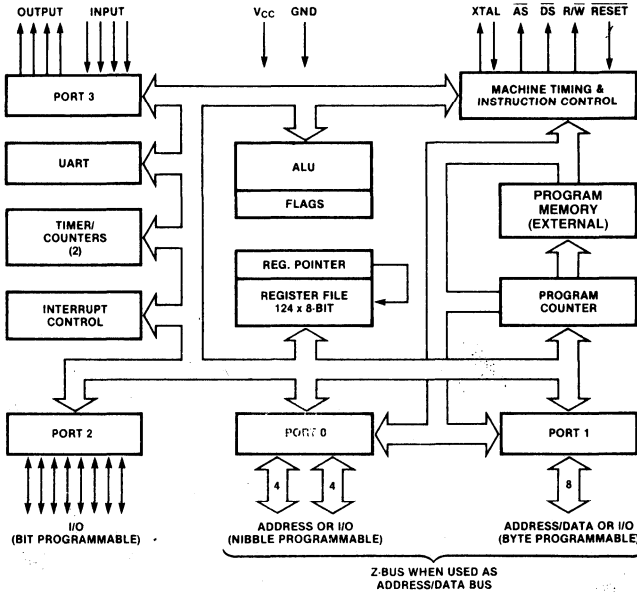 OUTPUT INPUT VCC GND XTAL AS DS R/W RESET
PORT 3
MACHINE TIMING &
INSTRUCTION CONTROL
UART
ALU
FLAGS
PROGRAM
MEMORY
(EXTERNAL)
TIMER/
COUNTERS
(2)
REG. POINTER
REGISTER FILE
124 x 8-BIT
PROGRAM
COUNTER
INTERRUPT
CONTROL
PORT 2
PORT 0
PORT 1
4 4 8
I/O
(BIT PROGRAMMABLE)
ADDRESS OR I/O
(NIBBLE PROGRAMMABLE)
ADDRESS/DATA OR I/O
(BYTE PROGRAMMABLE)
Z-BUS WHEN USED AS
ADDRESS/DATA BUS